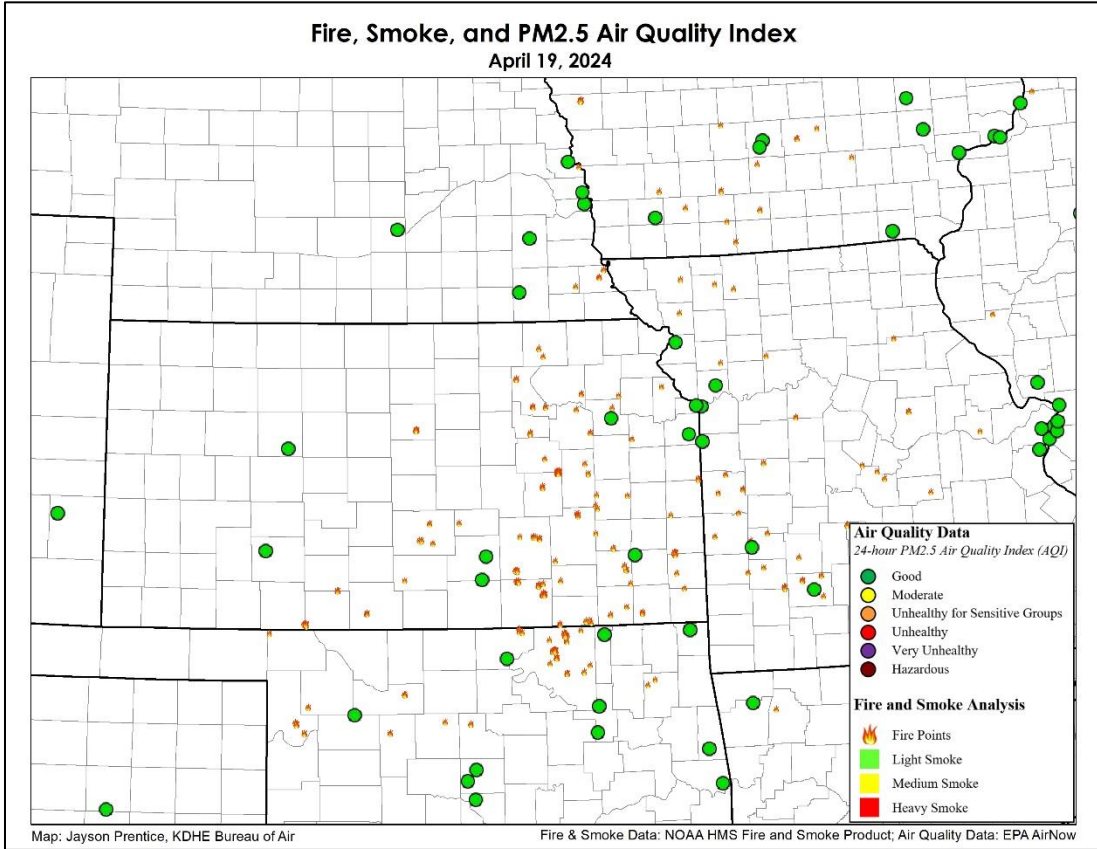 Fire, Smoke, and PM2.5 Air Quality Index
April 19, 2024
Air Quality Data
24-hour PM2.5 Air Quality Index (AQI)
Good
Moderate
Unhealthy for Sensitive Groups
Unhealthy
Very Unhealthy
Hazardous
Fire and Smoke Analysis
Fire Points
Light Smoke
Medium Smoke
Heavy Smoke
Map: Jayson Prentice, KDHE Bureau of Air
Fire & Smoke Data: NOAA HMS Fire and Smoke Product; Air Quality Data: EPA AirNow